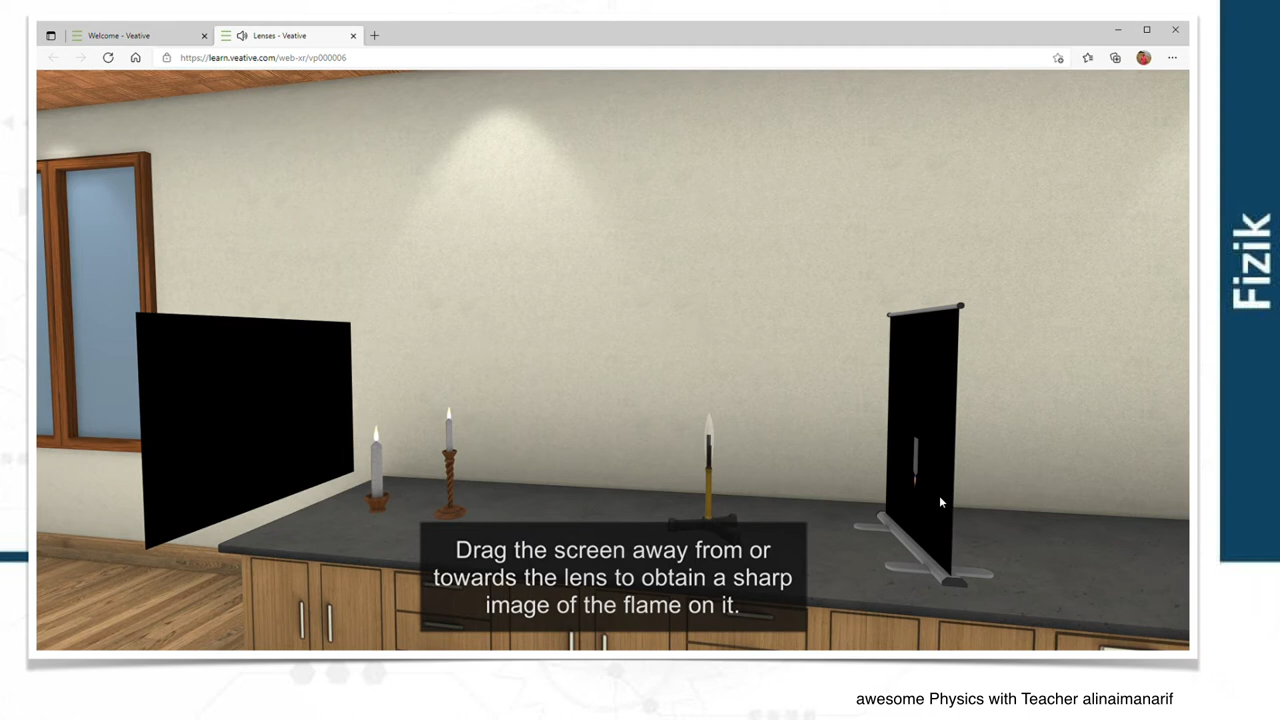 Welcome - Veative
Lenses - Veative
https://learn.veative.com/web-xr/vp000006
Drag the screen away from or
towards the lens to obtain a sharp
image of the flame on it.
Fizik
awesome Physics with Teacher alinaimanarif